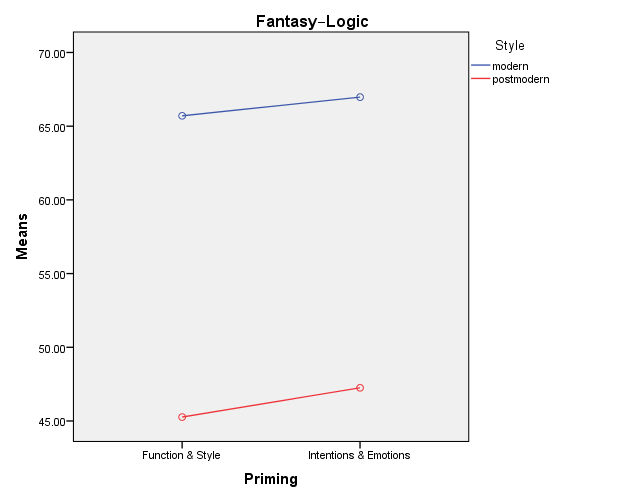 Fantasy–Logic
Style
modern
postmodern
Means
70.00
65.00
60.00
55.00
50.00
45.00
Function & Style
Intentions & Emotions
Priming